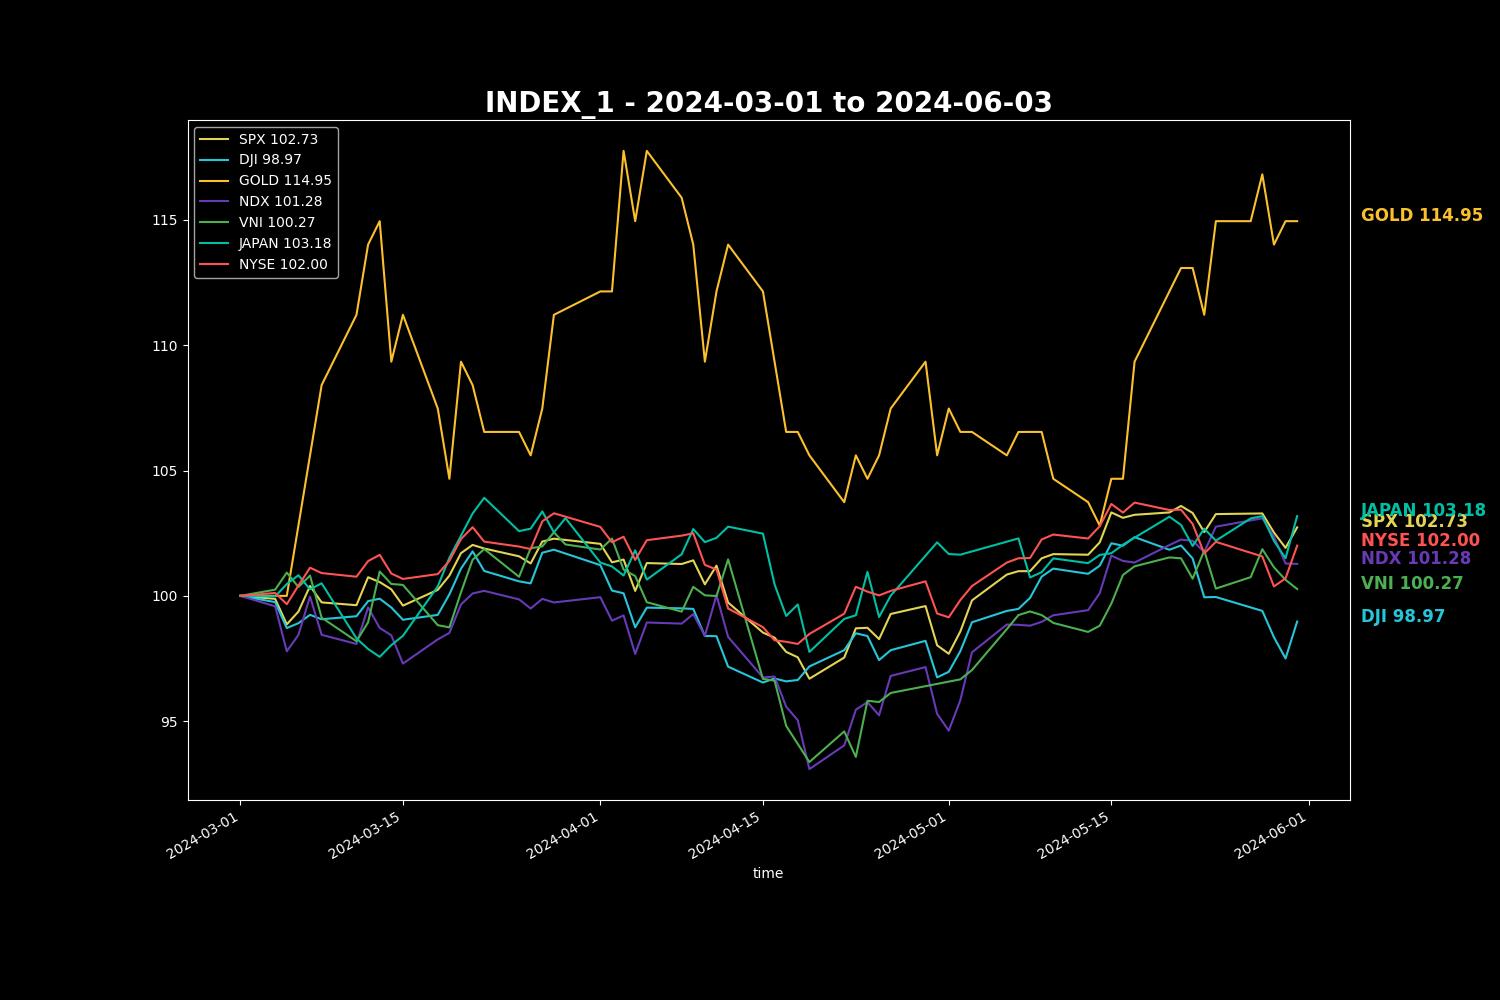 INDEX_1 - 2024-03-01 to 2024-06-03
SPX 102.73
DJI 98.97
GOLD 114.95
NDX 101.28
VNI 100.27
JAPAN 103.18
NYSE 102.00
115
110
105
100
95
GOLD 114.95
JAPAN 103.18
SPX 102.73
NYSE 102.00
NDX 101.28
VNI 100.27
DJI 98.97
2024-03-01
2024-03-15
2024-04-01
2024-04-15
2024-05-01
2024-05-15
2024-06-01
time